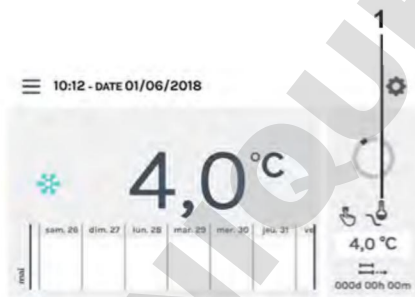 1
10:12 - DATE 01/06/2018
4,0°C
sam. 26 dim. 27 lun. 28 mar. 29 mer. 30 jeu. 31 ve
mai
4,0 °C
000d 00h 00m